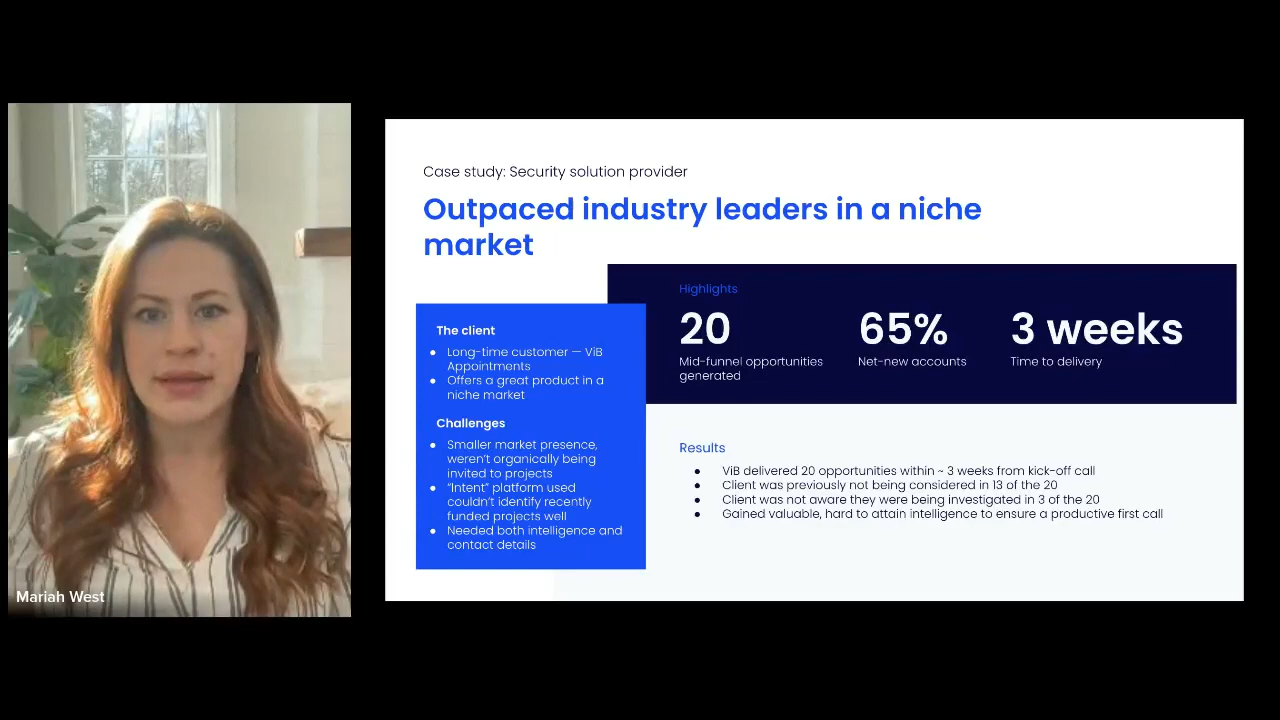 Case study: Security solution provider
Outpaced industry leaders in a niche
market
Highlights
20
65%
3 weeks
Mid-funnel opportunities
generated
Net-new accounts
Time to delivery
The client
● Long-time customer — ViB
Appointments
● Offers a great product in a
niche market
Challenges
● Smaller market presence,
weren't organically being
invited to projects
● "Intent" platform used
couldn't identify recently
funded projects well
● Needed both intelligence and
contact details
Results
● ViB delivered 20 opportunities within ~ 3 weeks from kick-off call
● Client was previously not being considered in 13 of the 20
● Client was not aware they were being investigated in 3 of the 20
● Gained valuable, hard to attain intelligence to ensure a productive first call
Mariah West